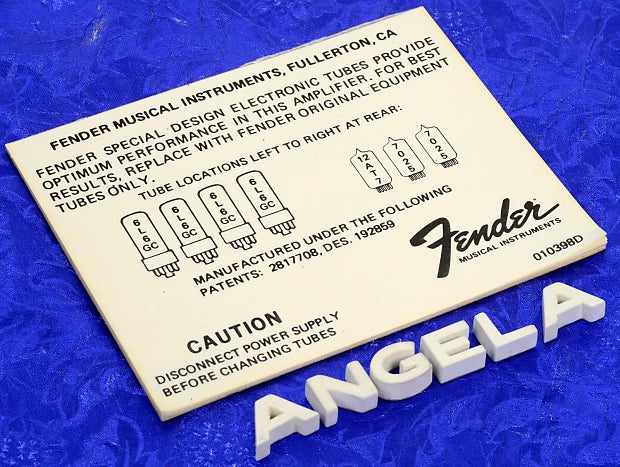 FENDER MUSICAL INSTRUMENTS, FULLERTON, CA
FENDER SPECIAL DESIGN ELECTRONIC TUBES PROVIDE
OPTIMUM PERFORMANCE IN THIS AMPLIFIER. FOR BEST
RESULTS, REPLACE WITH FENDER ORIGINAL EQUIPMENT
TUBES ONLY.
TUBE LOCATIONS LEFT TO RIGHT AT REAR:
6L6GC
6L6GC
6L6GC
6L6GC
12AT7
7025
7025
MANUFACTURED UNDER THE FOLLOWING
PATENTS: 2817708, DES. 192859
Fender
MUSICAL INSTRUMENTS
010398D
CAUTION
DISCONNECT POWER SUPPLY
BEFORE CHANGING TUBES
ANGELA